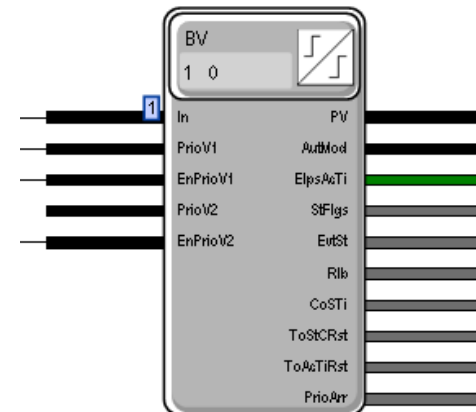 BV
1 0
1
In PV
PrioV1 AutMod
EnPrioV1 ElpsAcTi
PrioV2 StFlgs
EnPrioV2 EvtSt
Rlb
CoSTi
ToStCRst
ToAcTiRst
PrioArr